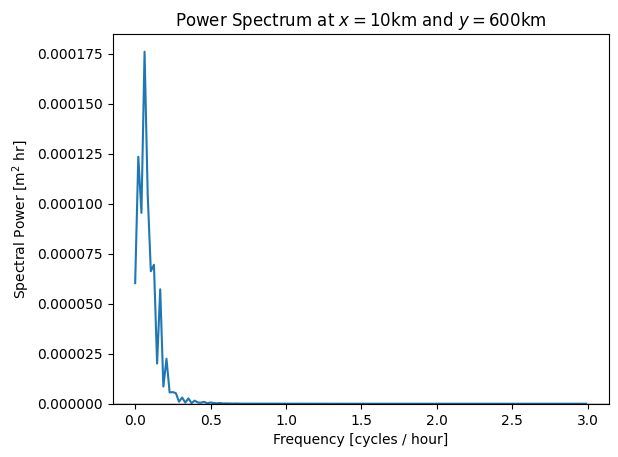 Power Spectrum at x = 10km and y = 600km
0.000175
0.000150
0.000125
0.000100
0.000075
0.000050
0.000025
0.000000
Spectral Power [m² hr]
0.0 0.5 1.0 1.5 2.0 2.5 3.0
Frequency [cycles / hour]